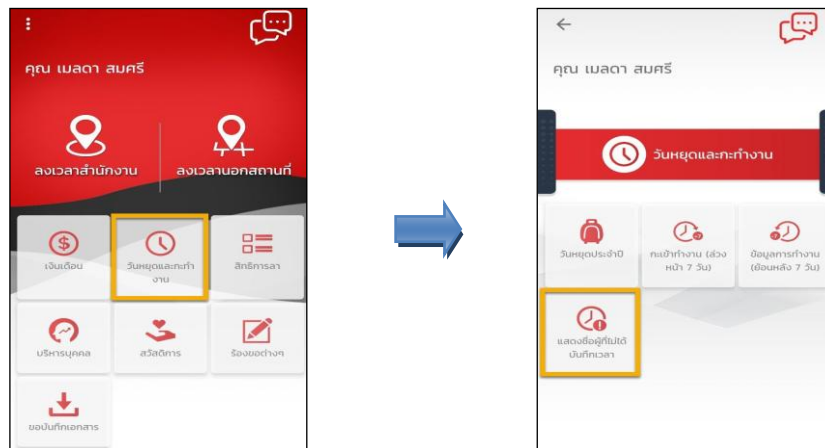 คุณ เมลดา สมศรี
ลงเวลาสำนักงาน
ลงเวลานอกสถานที่
เงินเดือน
วันหยุดและกะทำ
งาน
สิทธิการลา
บริหารบุคคล
สวัสดิการ
ร้องขอต่างๆ
ขอบันทึกเอกสาร
คุณ เมลดา สมศรี
วันหยุดและกะทำงาน
วันหยุดประจำปี
กะเข้าทำงาน (ล่วง
หน้า 7 วัน)
ข้อมูลการทำงาน
(ย้อนหลัง 7 วัน)
แสดงชื่อผู้ที่ไม่ได้
บันทึกเวลา